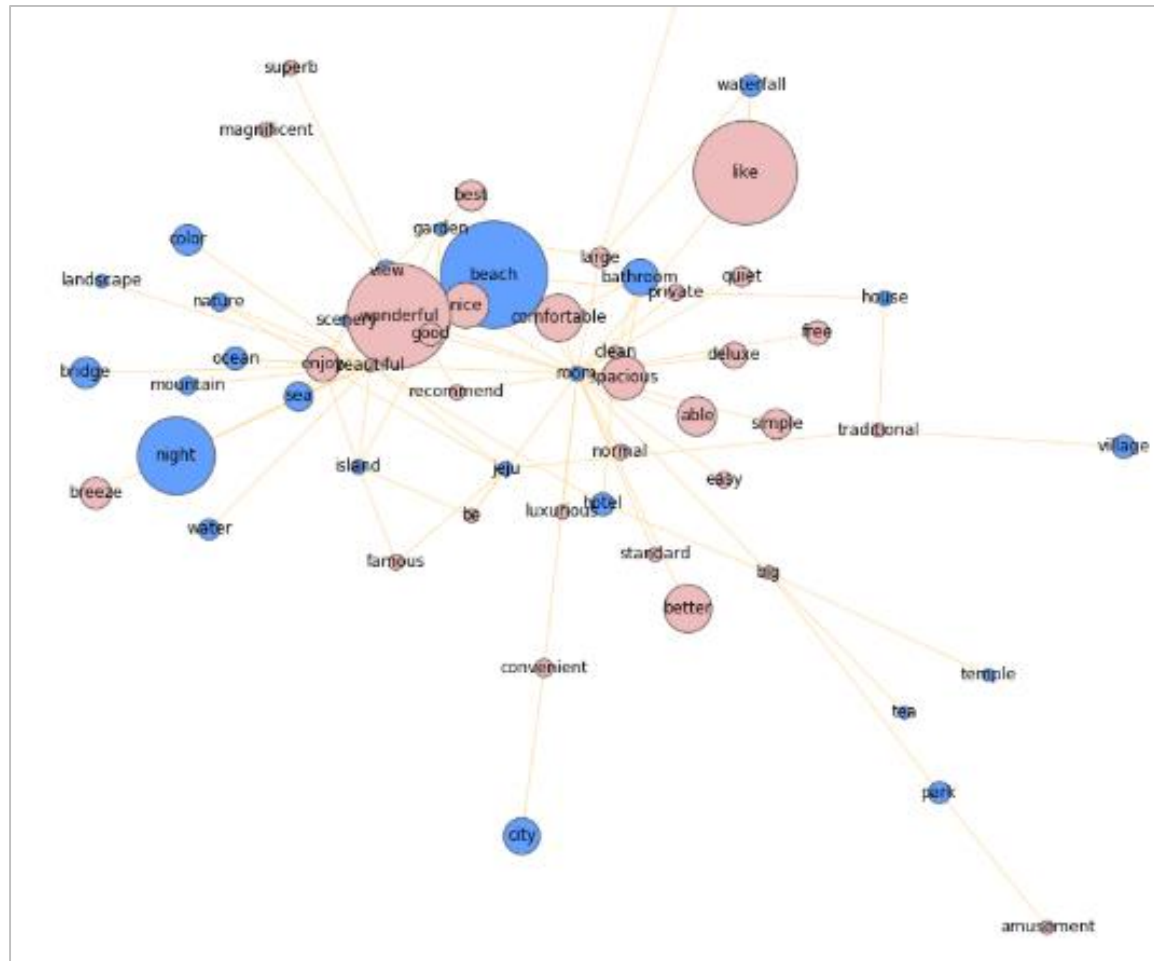 superb
waterfall
magnificent
like
best
garden
color
large
view
beach
bathroom
quiet
landscape
private
nature
house
nice
wonderful
scenery
comfortable
good
free
clean
deluxe
ocean
enjoy
beautiful
bridge
room
spacious
mountain
recommend
sea
able
simple
traditional
village
normal
night
island
jeju
easy
breeze
hotel
luxurious
be
water
standard
famous
big
better
convenient
temple
tea
park
city
amusement